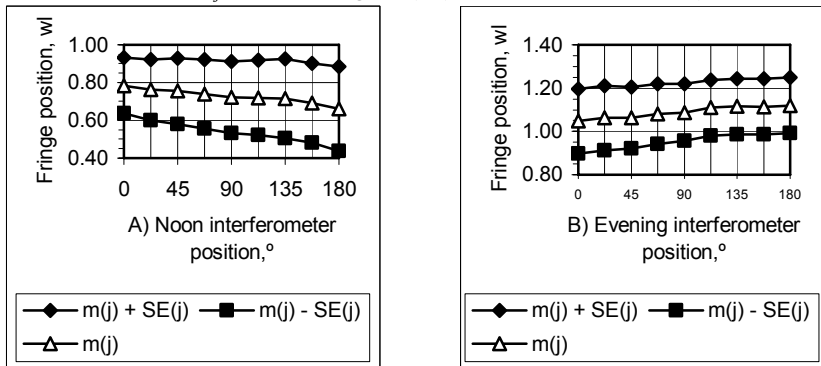 Fringe position, wl
1.00
0.80
0.60
0.40
0 45 90 135 180
A) Noon interferometer
position,º
m(j) + SE(j) m(j) - SE(j)
m(j)
Fringe position, wl
1.40
1.20
1.00
0.80
0 45 90 135 180
B) Evening interferometer
position,º
m(j) + SE(j) m(j) - SE(j)
m(j)